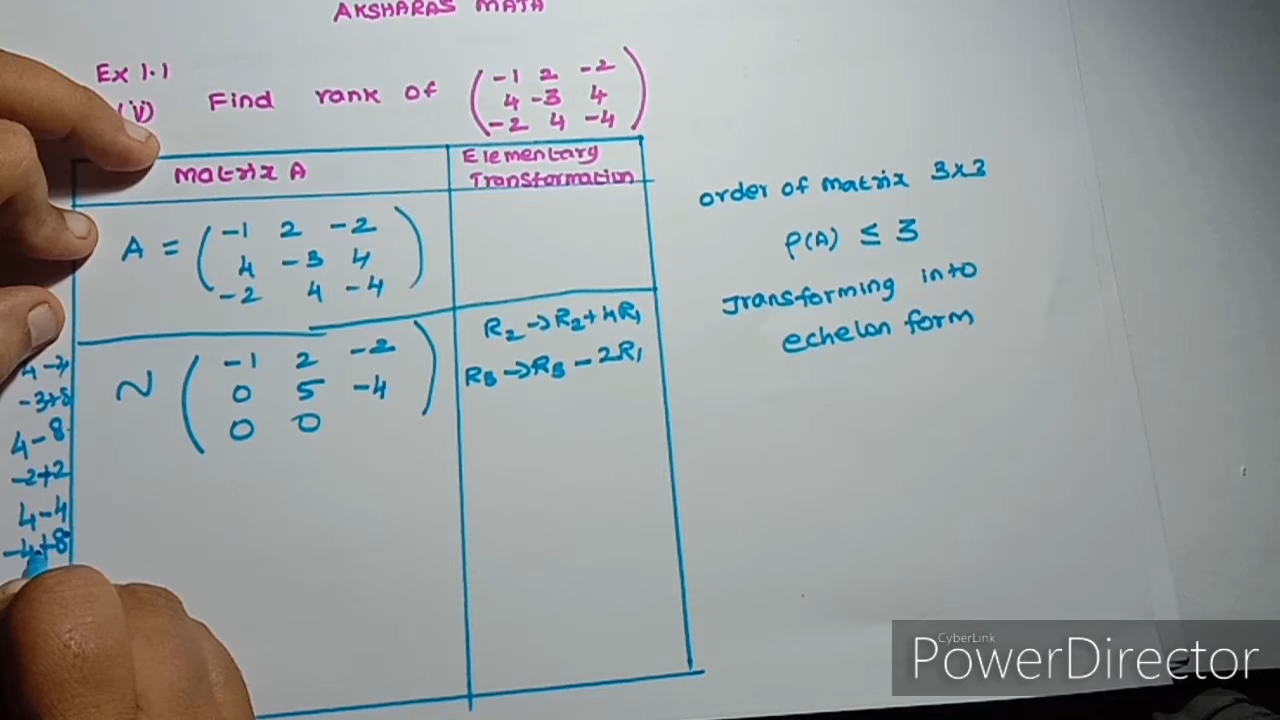 AKSHARAS MATH
Ex 1.1
(v) Find rank of
-1 2 -2
4 -3 4
-2 4 -4
Matrix A
Elementary
Transformation
A = -1 2 -2
4 -3 4
-2 4 -4
~ -1 2 -2
0 5 -4
0 0
R₂→R₂+4R₁
R₃→R₃-2R₁
order of matrix 3x3
ρ(A) ≤ 3
Transforming into
echelon form
-3+8
4-8
-2+2
4-4
-4+8
CyberLink
PowerDirector